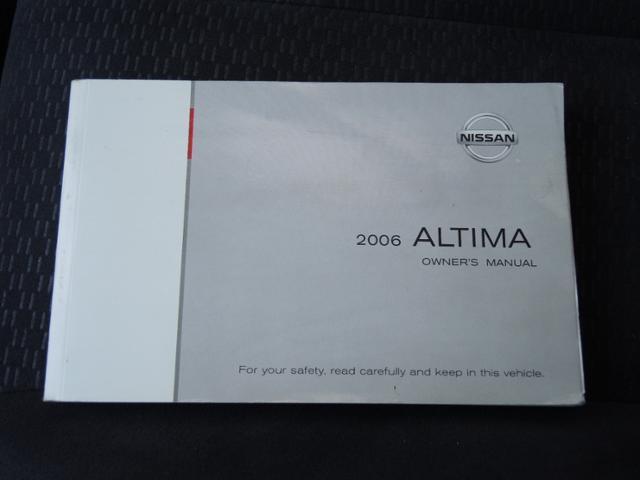 NISSAN
2006 ALTIMA
OWNER'S MANUAL
For your safety, read carefully and keep in this vehicle.